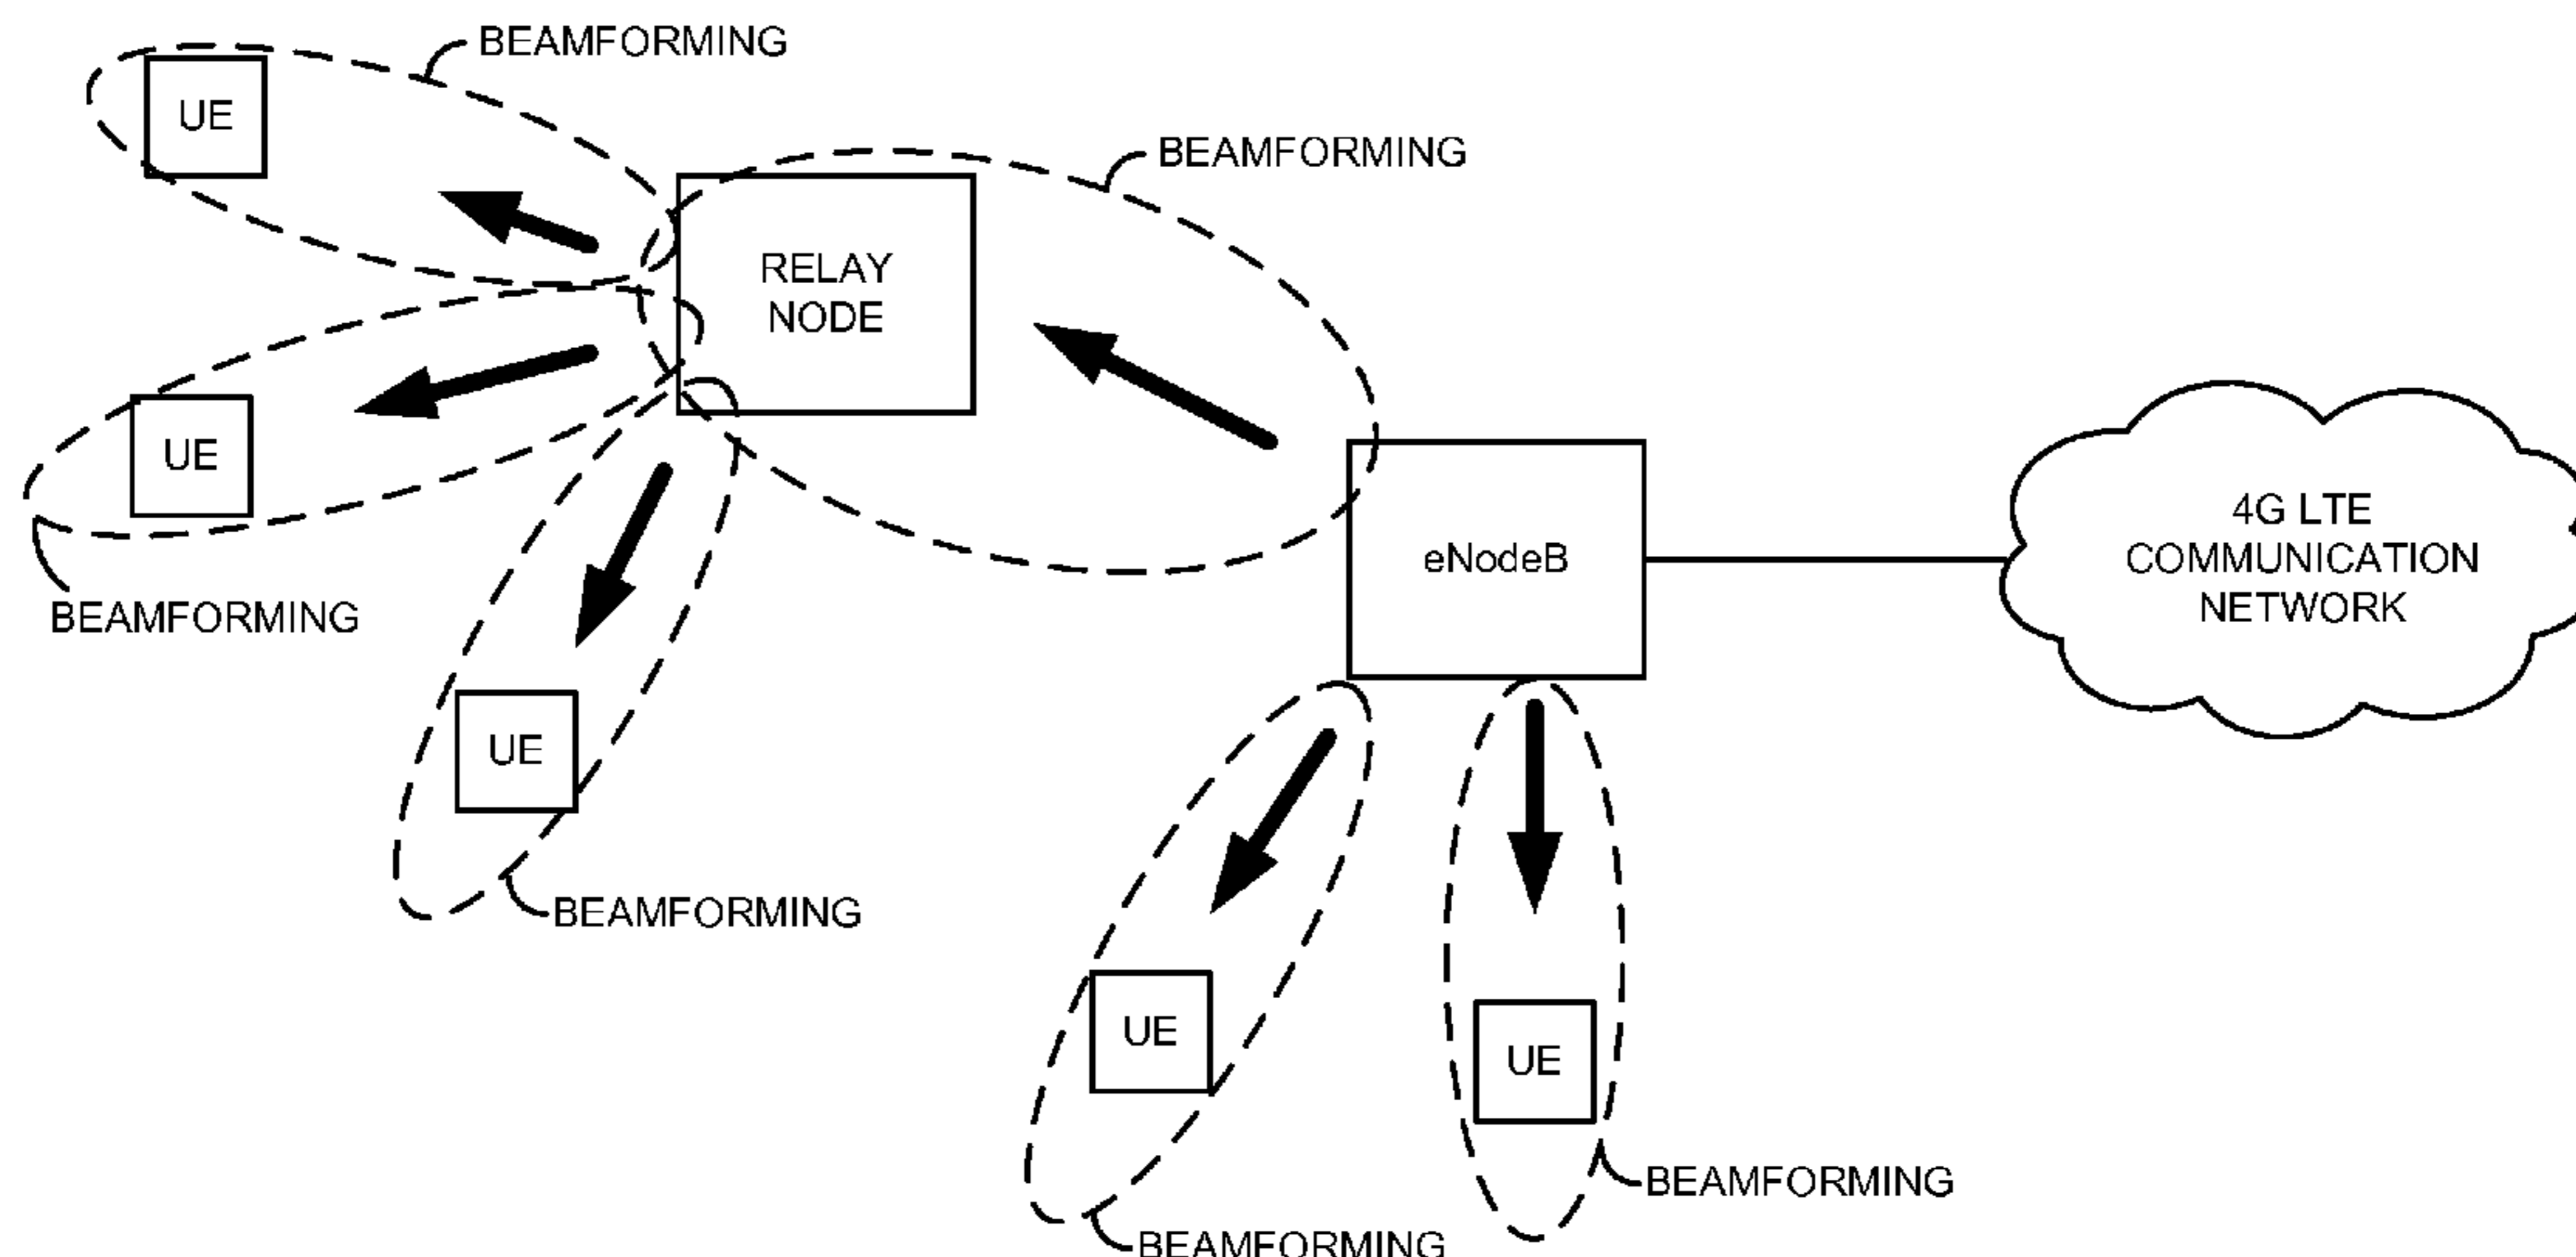 BEAMFORMING
UE
BEAMFORMING
RELAY
NODE
UE
BEAMFORMING
eNodeB
4G LTE
COMMUNICATION
NETWORK
UE
BEAMFORMING
UE
UE
BEAMFORMING
BEAMFORMING